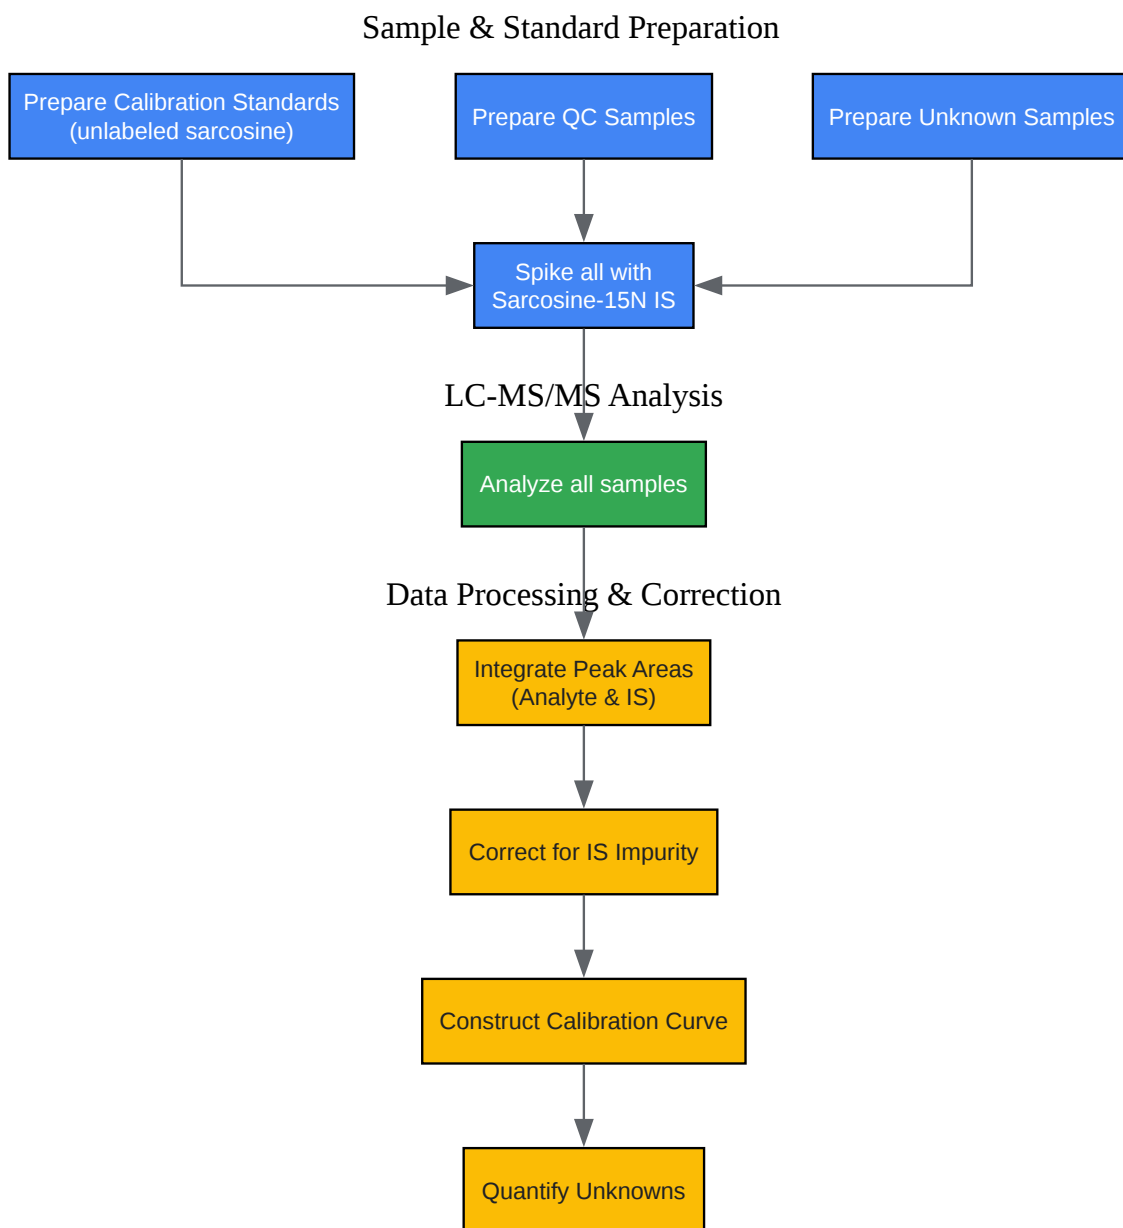 Sample & Standard Preparation
Prepare Calibration Standards
(unlabeled sarcosine)
Prepare QC Samples
Prepare Unknown Samples
Spike all with
Sarcosine-15N IS
LC-MS/MS Analysis
Analyze all samples
Data Processing & Correction
Integrate Peak Areas
(Analyte & IS)
Correct for IS Impurity
Construct Calibration Curve
Quantify Unknowns